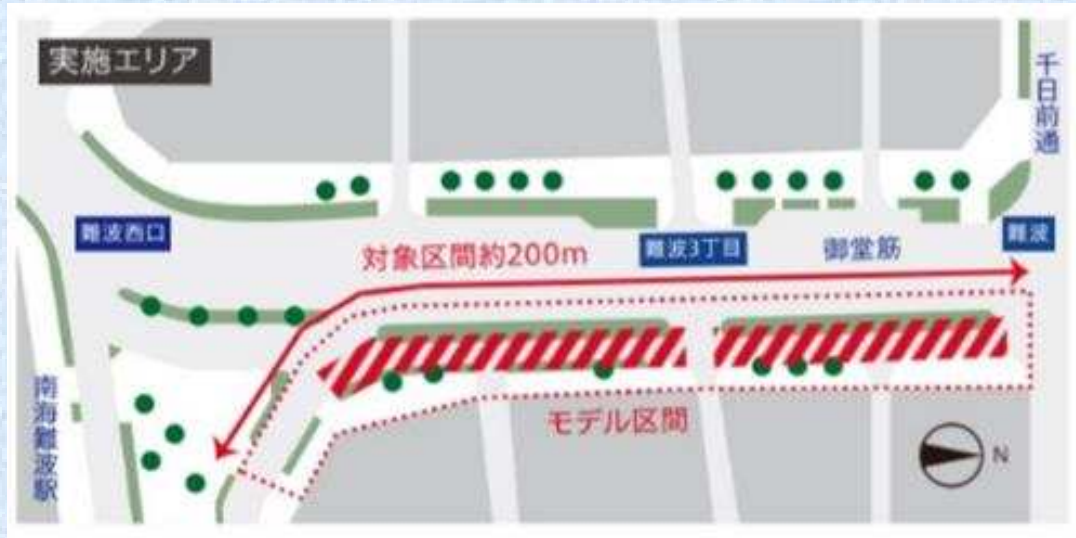 実施エリア
千日前通
難波西口
対象区間約200m
難波3丁目
御堂筋
難波
南海難波駅
モデル区間
N